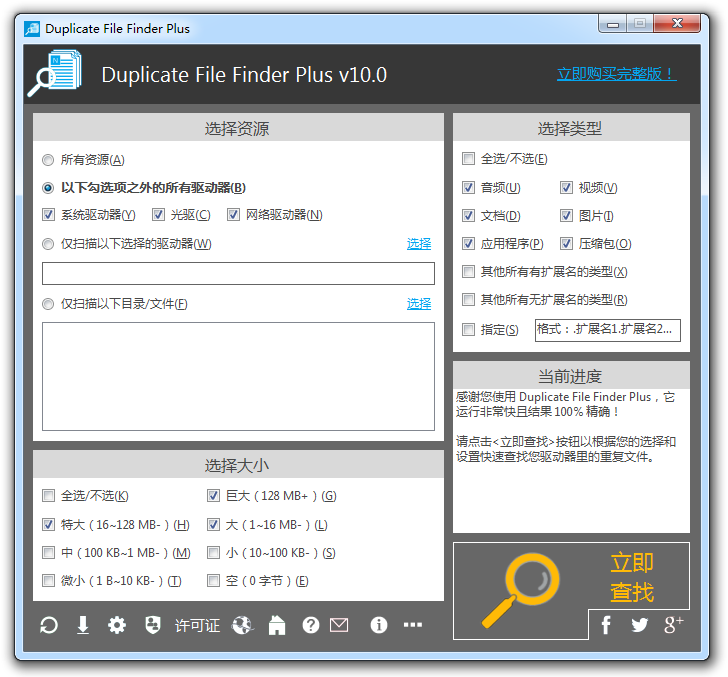 Duplicate File Finder Plus
Duplicate File Finder Plus v10.0
立即购买完整版！
选择资源
所有资源(A)
以下勾选项之外的所有驱动器(B)
系统驱动器(Y) 光驱(C) 网络驱动器(N)
仅扫描以下选择的驱动器(W) 选择
仅扫描以下目录/文件(F) 选择
选择大小
全选/不选(K) 巨大 ( 128 MB+ ) (G)
特大 ( 16~128 MB- ) (H) 大 ( 1~16 MB- ) (L)
中 ( 100 KB~1 MB- ) (M) 小 ( 10~100 KB- ) (S)
微小 ( 1 B~10 KB- ) (T) 空 ( 0 字节 ) (E)
选择类型
全选/不选(E)
音频(U) 视频(V)
文档(D) 图片(I)
应用程序(P) 压缩包(O)
其他所有有扩展名的类型(X)
其他所有无扩展名的类型(R)
指定(S) 格式：.扩展名1.扩展名2...
当前进度
感谢您使用 Duplicate File Finder Plus，它
运行非常快且结果 100% 精确！
请点击<立即查找>按钮以根据您的选择和
设置快速查找您驱动器里的重复文件。
立即
查找
许可证